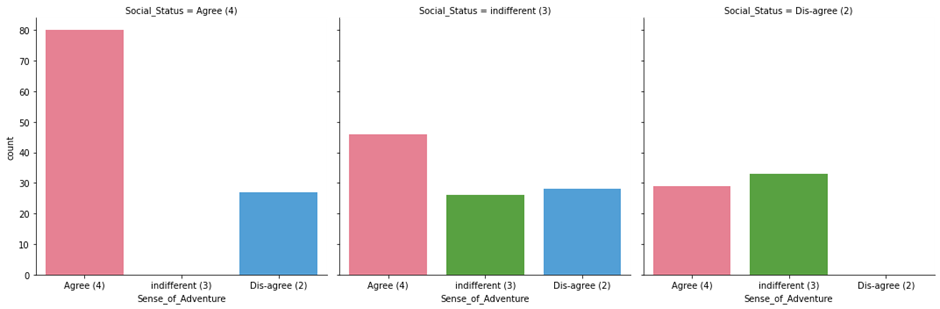 Social_Status = Agree (4)
Social_Status = indifferent (3)
Social_Status = Dis-agree (2)
80
70
60
50
40
30
20
10
0
count
Agree (4)
indifferent (3)
Dis-agree (2)
Agree (4)
indifferent (3)
Dis-agree (2)
Agree (4)
indifferent (3)
Dis-agree (2)
Sense_of_Adventure
Sense_of_Adventure
Sense_of_Adventure